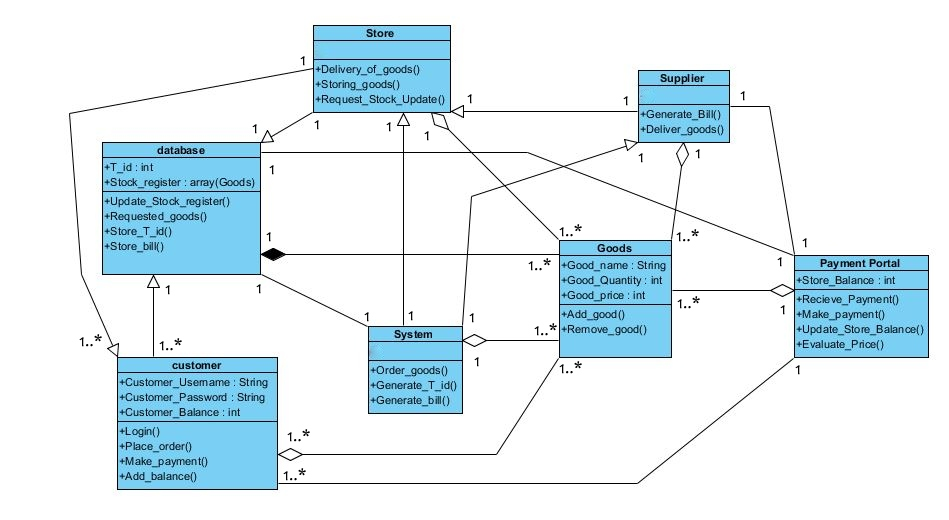 Store
+Delivery_of_goods()
+Storing_goods()
+Request_Stock_Update()
1
1
1
1
1
1
Supplier
+Generate_Bill()
+Deliver_goods()
1
1
1
database
+T_id : int
+Stock_register : array(Goods)
+Update_Stock_register()
+Requested_goods()
+Store_T_id()
+Store_bill()
1
1
1
1
1
1..*
1..*
1..*
1..*
Goods
+Good_name : String
+Good_Quantity : int
+Good_price : int
+Add_good()
+Remove_good()
1..*
1..*
1..*
1
1
1
1
Payment Portal
+Store_Balance : int
+Recieve_Payment()
+Make_payment()
+Update_Store_Balance()
+Evaluate_Price()
System
+Order_goods()
+Generate_T_id()
+Generate_bill()
1
1
1
1
customer
+Customer_Username : String
+Customer_Password : String
+Customer_Balance : int
+Login()
+Place_order()
+Make_payment()
+Add_balance()
1..*
1..*
1..*